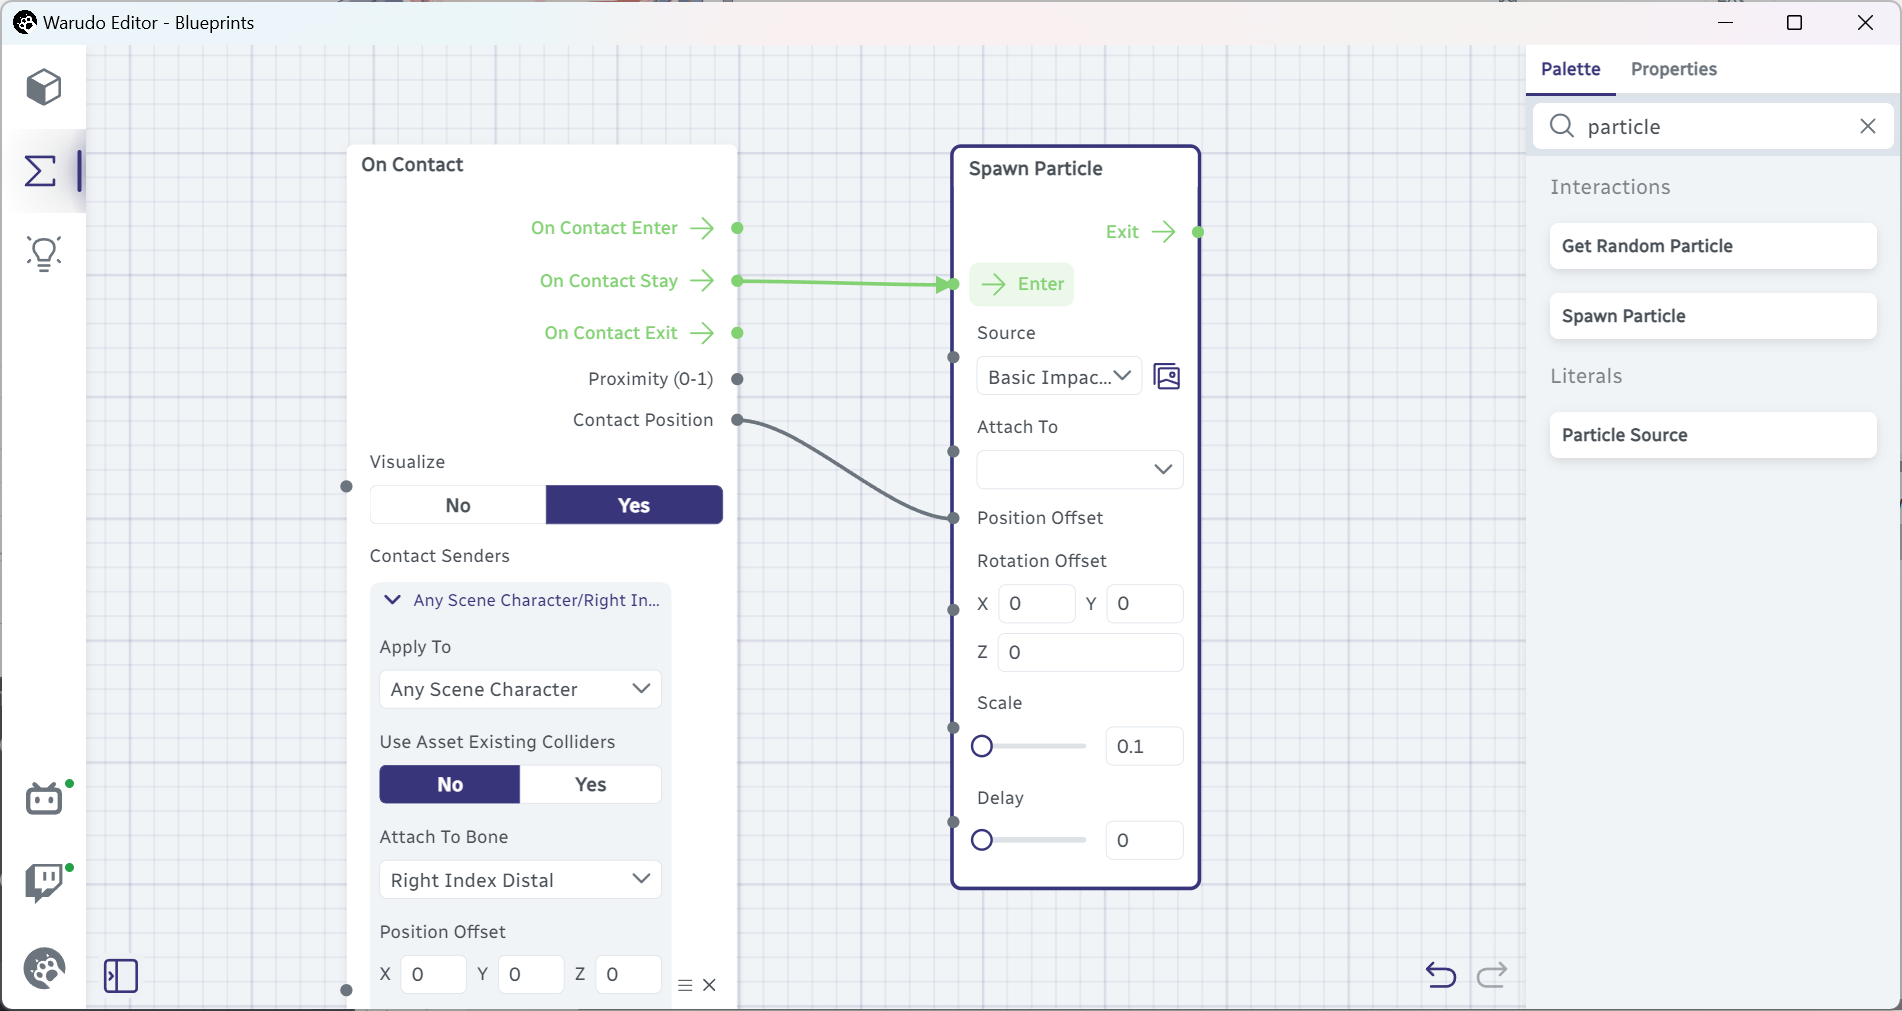 Warudo Editor - Blueprints
On Contact
On Contact Enter
On Contact Stay
On Contact Exit
Proximity (0-1)
Contact Position
Visualize
No Yes
Contact Senders
Any Scene Character/Right In...
Apply To
Any Scene Character
Use Asset Existing Colliders
No Yes
Attach To Bone
Right Index Distal
Position Offset
X 0 Y 0 Z 0
Spawn Particle
Exit
Enter
Source
Basic Impac...
Attach To
Position Offset
Rotation Offset
X 0 Y 0
Z 0
Scale
0.1
Delay
0
Palette Properties
particle
Interactions
Get Random Particle
Spawn Particle
Literals
Particle Source